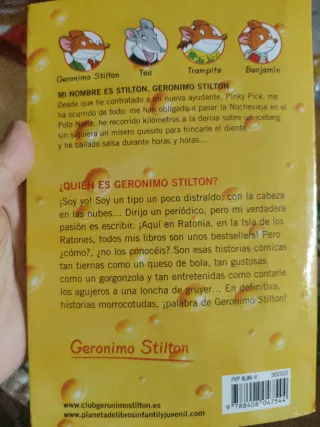 Geronimo Stilton Tea Trampita Benjamín
MI NOMBRE ES STILTON, GERONIMO STILTON
Desde que he contratado a mi nueva ayudante, Pinky Pick, me
ha ocurrido de todo: me han obligado a pasar la Nochevieja en el
Polo Norte, he recorrido kilómetros a la deriva sobre un iceberg
sin siquiera un mísero quesito para hincarle el diente
y he bailado salsa durante horas y horas...
¿QUIÉN ES GERONIMO STILTON?
¡Soy yo! Soy un tipo un poco distraído, con la cabeza
en las nubes... Dirijo un periódico, pero mi verdadera
pasión es escribir. ¡Aquí en Ratonia, en la Isla de los
Ratones, todos mis libros son unos bestsellers! Pero
¿cómo?, ¿no los conocéis? Son esas historias cómicas
tan tiernas como un queso de bola, tan gustosas
como un gorgonzola y tan entretenidas como contarle
los agujeros a una loncha de gruyer... En definitiva,
historias morrocotudas, ¡palabra de Geronimo Stilton!
Geronimo Stilton
www.clubgeronimostilton.es
www.planetadelibrosinfantilyjuvenil.com